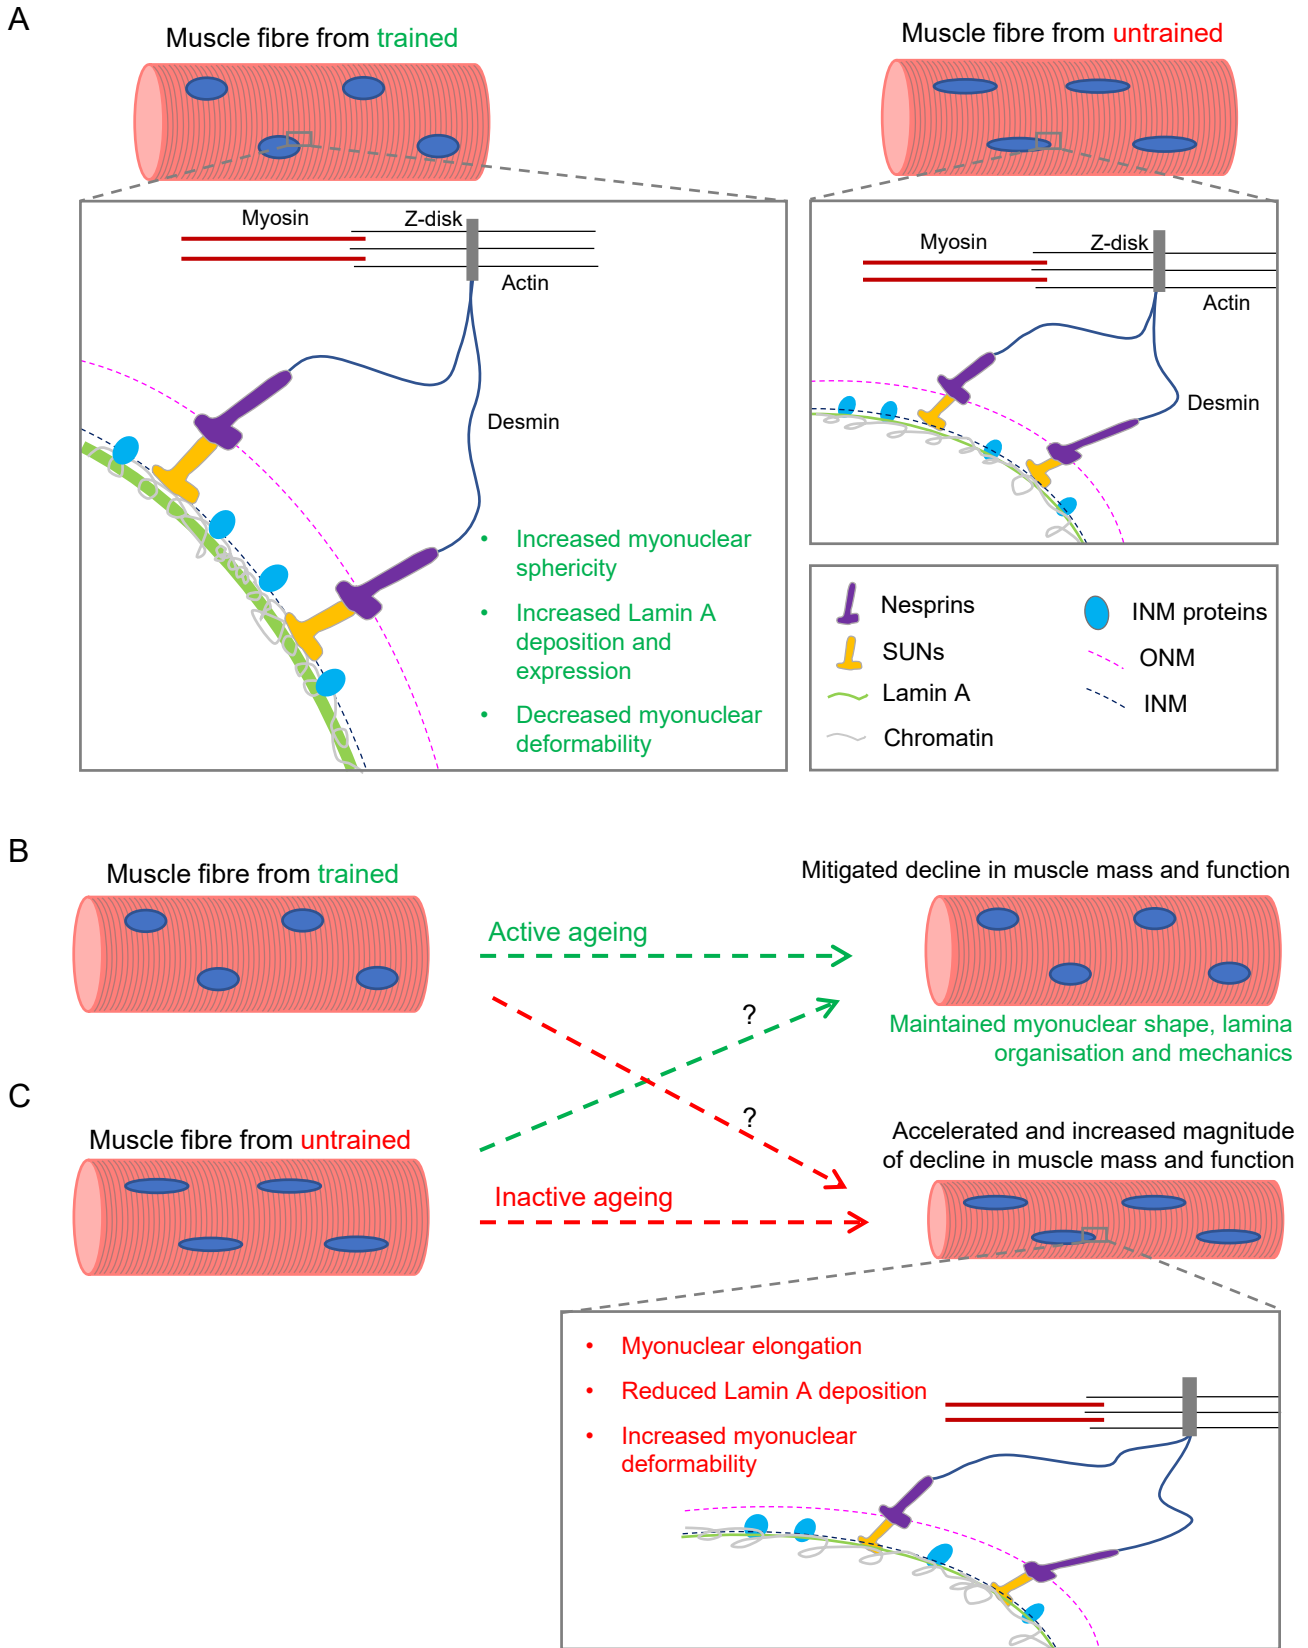 A
Muscle fibre from trained
Muscle fibre from untrained
Myosin
Z-disk
Actin
Desmin
• Increased myonuclear
sphericity
• Increased Lamin A
deposition and
expression
• Decreased myonuclear
deformability
Myosin
Z-disk
Actin
Desmin
Nesprins
SUNs
Lamin A
Chromatin
INM proteins
ONM
INM
B
Muscle fibre from trained
Active ageing
?
Mitigated decline in muscle mass and function
Maintained myonuclear shape, lamina
organisation and mechanics
C
Muscle fibre from untrained
?
Inactive ageing
Accelerated and increased magnitude
of decline in muscle mass and function
• Myonuclear elongation
• Reduced Lamin A deposition
• Increased myonuclear
deformability